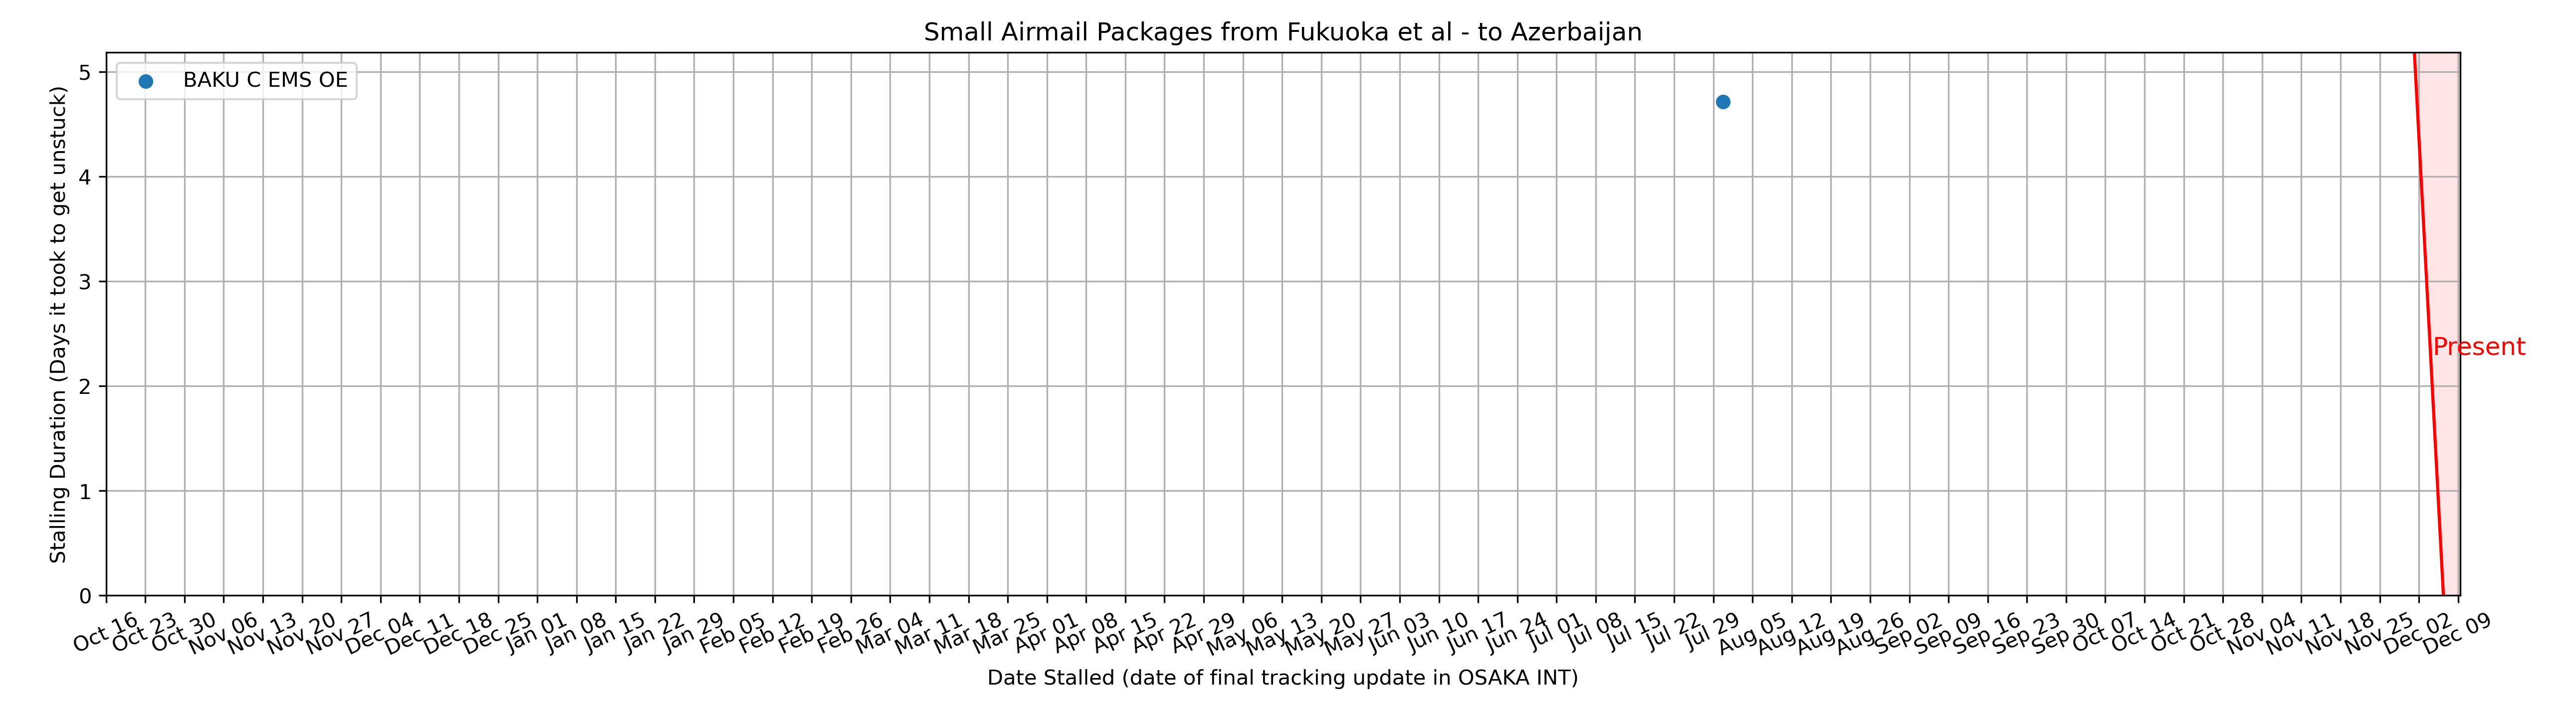 Small Airmail Packages from Fukuoka et al - to Azerbaijan
BAKU C EMS OE
Stalling Duration (Days it took to get unstuck)
5
4
3
2
1
0
Present
Oct 16 Oct 23 Oct 30 Nov 06 Nov 13 Nov 20 Nov 27 Dec 04 Dec 11 Dec 18 Dec 25 Jan 01 Jan 08 Jan 15 Jan 22 Jan 29 Feb 05 Feb 12 Feb 19 Feb 26 Mar 04 Mar 11 Mar 18 Mar 25 Apr 01 Apr 08 Apr 15 Apr 22 Apr 29 May 06 May 13 May 20 May 27 Jun 03 Jun 10 Jun 17 Jun 24 Jul 01 Jul 08 Jul 15 Jul 22 Jul 29 Aug 05 Aug 12 Aug 19 Aug 26 Sep 02 Sep 09 Sep 16 Sep 23 Sep 30 Oct 07 Oct 14 Oct 21 Oct 28 Nov 04 Nov 11 Nov 18 Nov 25 Dec 02 Dec 09
Date Stalled (date of final tracking update in OSAKA INT)